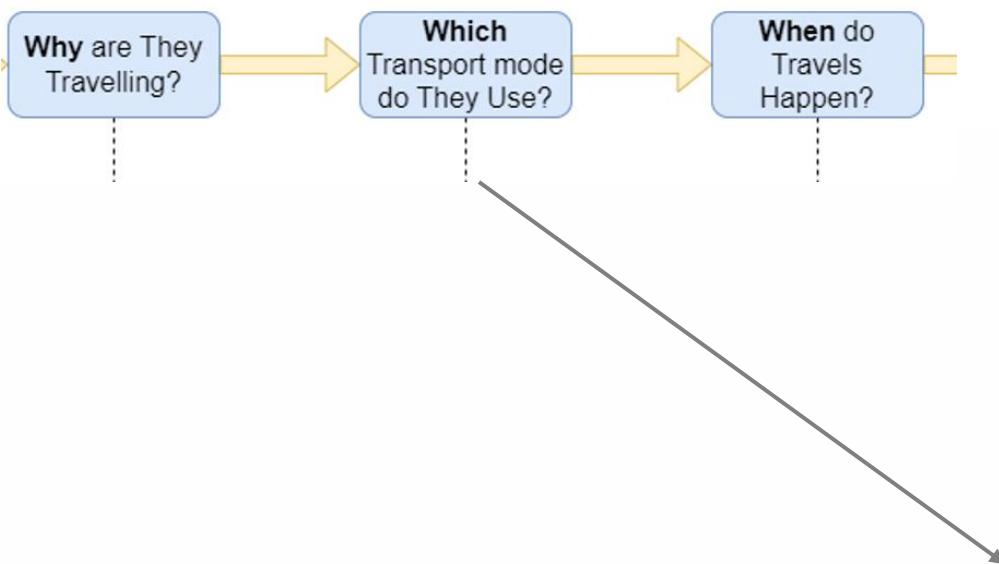 Why are They
Travelling?
Which
Transport mode
do They Use?
When do
Travels
Happen?